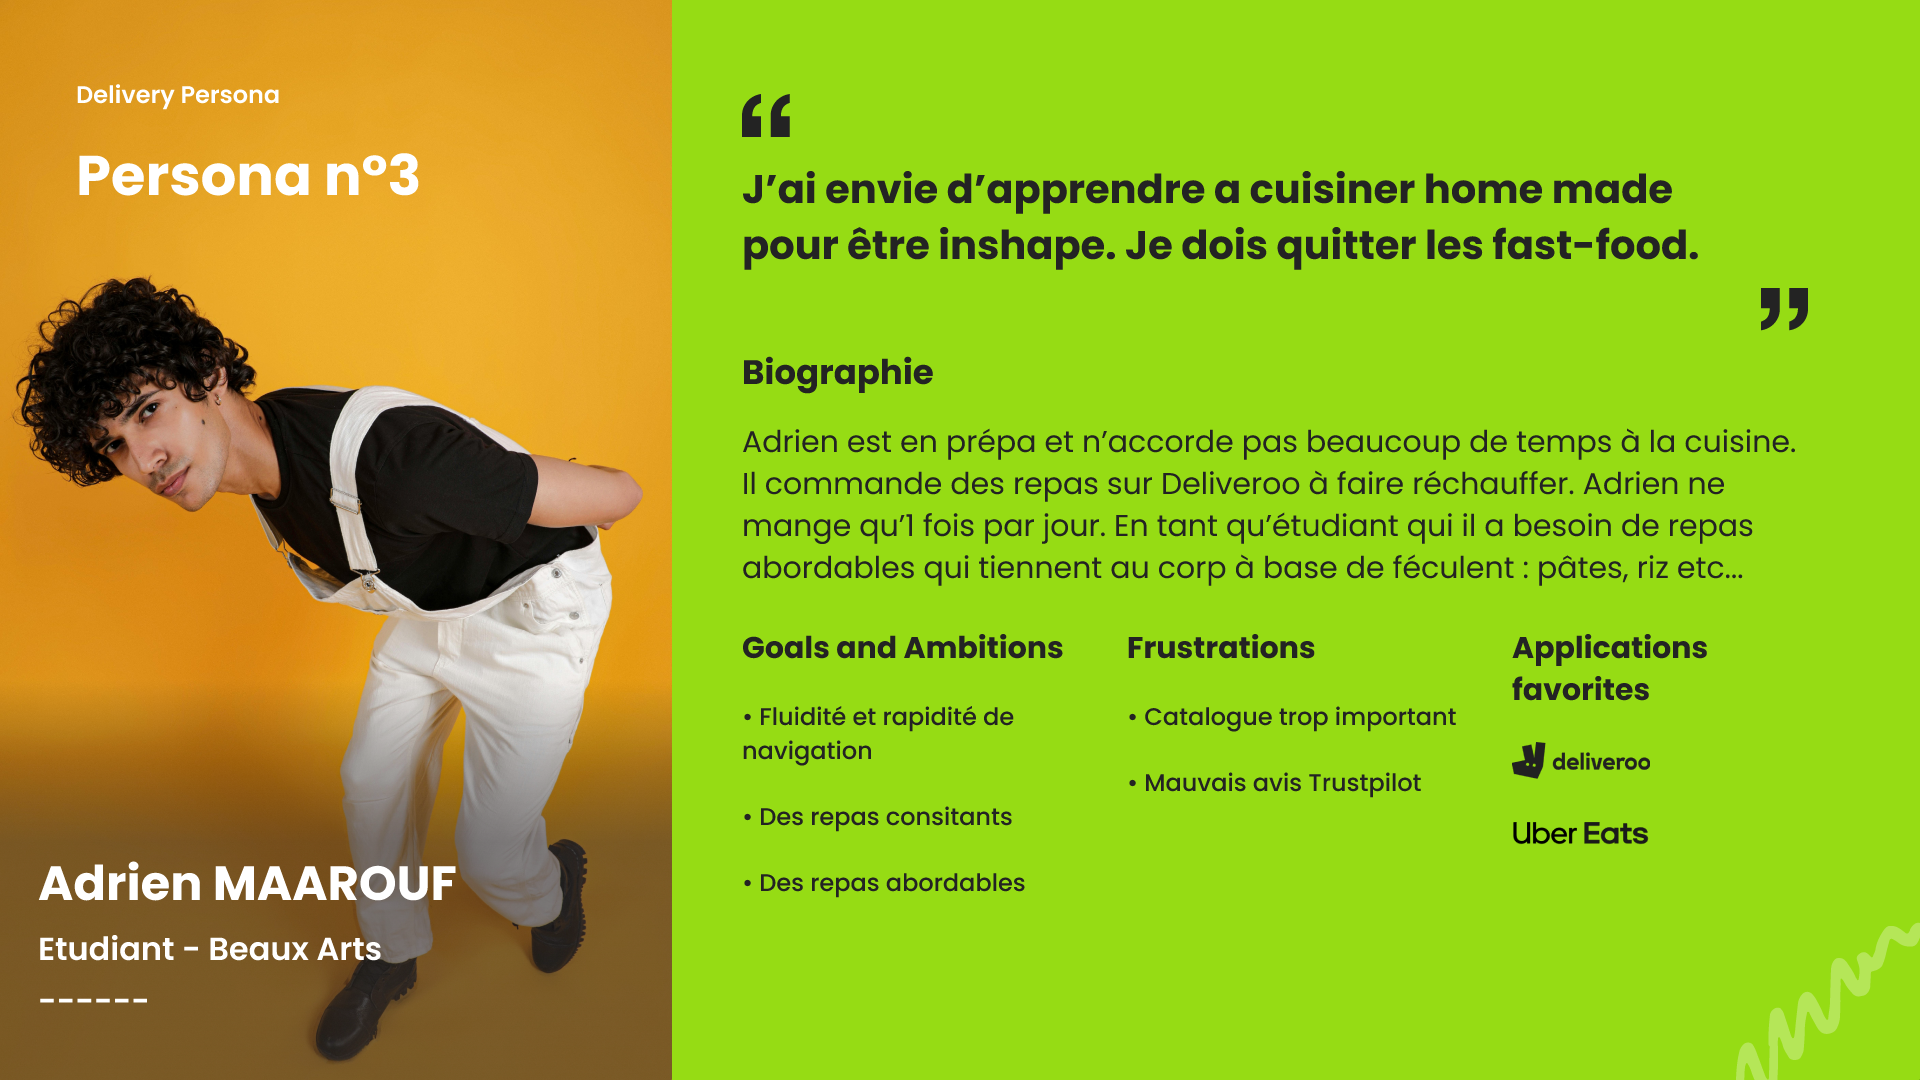 Delivery Persona
Persona n°3
Adrien MAAROUF
Etudiant - Beaux Arts
------
“
J’ai envie d’apprendre a cuisiner home made
pour être inshape. Je dois quitter les fast-food.
”
Biographie
Adrien est en prépa et n’accorde pas beaucoup de temps à la cuisine.
Il commande des repas sur Deliveroo à faire réchauffer. Adrien ne
mange qu’1 fois par jour. En tant qu’étudiant qui il a besoin de repas
abordables qui tiennent au corp à base de féculent : pâtes, riz etc...
Goals and Ambitions
• Fluidité et rapidité de
navigation
• Des repas consitants
• Des repas abordables
Frustrations
• Catalogue trop important
• Mauvais avis Trustpilot
Applications
favorites
deliveroo
Uber Eats